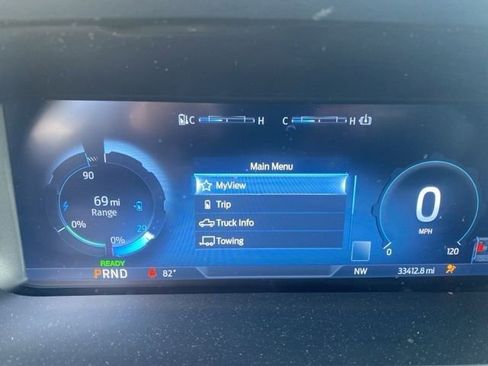 C H C H
90
69 mi
Range
0%
0% 29
READY
PRND 82°
Main Menu
MyView
Trip
Truck Info
Towing
0
MPH
0 120
NW 33412.8 mi